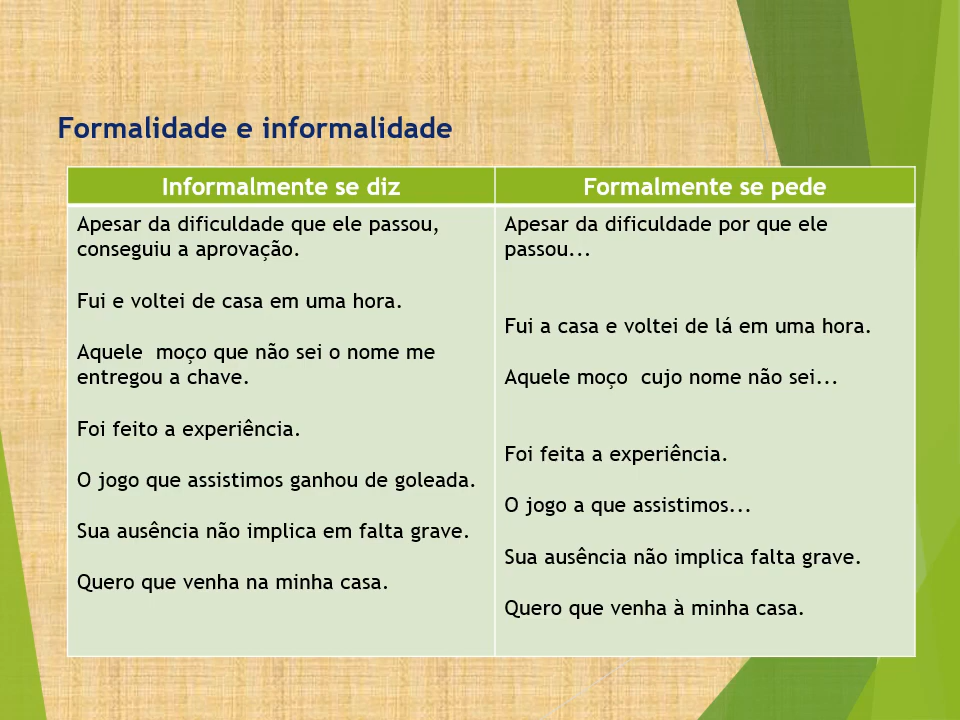 Formalidade e informalidade
Informalmente se diz
Formalmente se pede
Apesar da dificuldade que ele passou,
conseguiu a aprovação.
Fui e voltei de casa em uma hora.
Aquele  moço que não sei o nome me
entregou a chave.
Foi feito a experiência.
O jogo que assistimos ganhou de goleada.
Sua ausência não implica em falta grave.
Quero que venha na minha casa.
Apesar da dificuldade por que ele
passou...
Fui a casa e voltei de lá em uma hora.
Aquele moço  cujo nome não sei...
Foi feita a experiência.
O jogo a que assistimos...
Sua ausência não implica falta grave.
Quero que venha à minha casa.